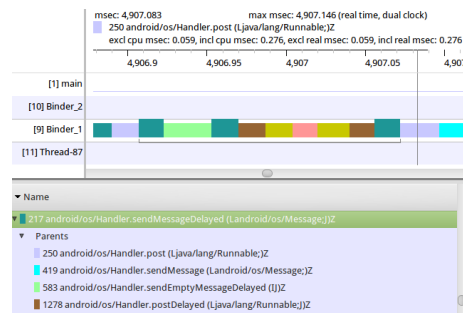 msec: 4,907.083 max msec: 4,907.146 (real time, dual clock)
250 android/os/Handler.post (Ljava/lang/Runnable;)Z
excl cpu msec: 0.059, incl cpu msec: 0.276, excl real msec: 0.059, incl real msec: 0.276
4,906.9 4,906.95 4,907 4,907.05 4,907
[1] main
[10] Binder_2
[9] Binder_1
[11] Thread-87
Name
217 android/os/Handler.sendMessageDelayed (Landroid/os/Message;J)Z
Parents
250 android/os/Handler.post (Ljava/lang/Runnable;)Z
419 android/os/Handler.sendMessage (Landroid/os/Message;)Z
583 android/os/Handler.sendEmptyMessageDelayed (IJ)Z
1278 android/os/Handler.postDelayed (Ljava/lang/Runnable;J)Z